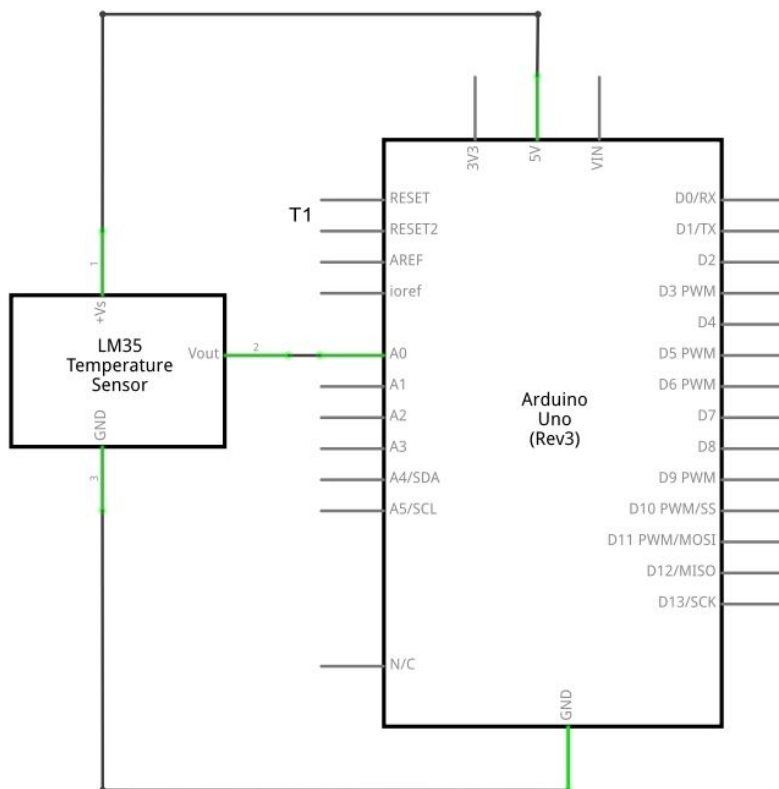 3V3
5V
VIN
T1
RESET
RESET2
AREF
ioref
A0
A1
A2
A3
A4/SDA
A5/SCL
N/C
D0/RX
D1/TX
D2
D3 PWM
D4
D5 PWM
D6 PWM
D7
D8
D9 PWM
D10 PWM/SS
D11 PWM/MOSI
D12/MISO
D13/SCK
Arduino
Uno
(Rev3)
GND
1
+Vs
LM35
Temperature
Sensor
Vout
2
GND
3